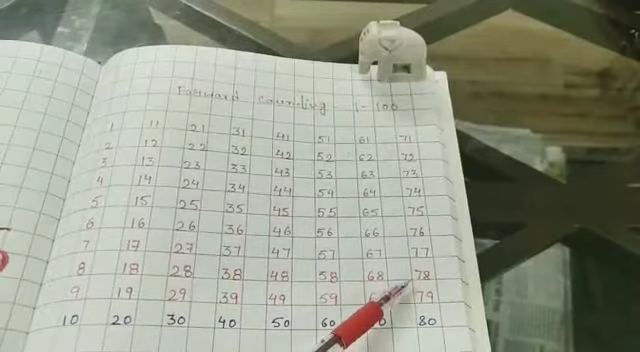 Forward counting 1-100
1 11 21 31 41 51 61 71
2 12 22 32 42 52 62 72
3 13 23 33 43 53 63 73
4 14 24 34 44 54 64 74
5 15 25 35 45 55 65 75
6 16 26 36 46 56 66 76
7 17 27 37 47 57 67 77
8 18 28 38 48 58 68 78
9 19 29 39 49 59 79
10 20 30 40 50 60 80